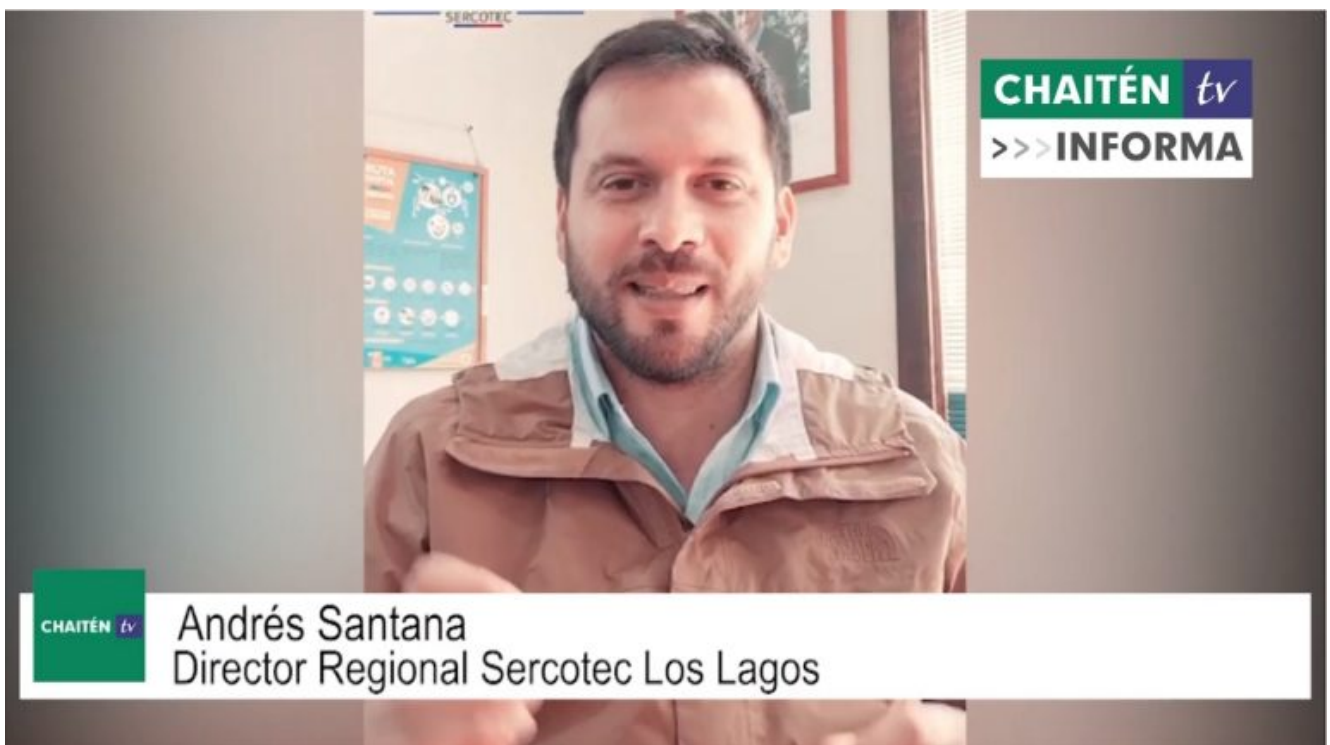 SERCOTEC
CHAITÉN tv
>>>INFORMA
CHAITÉN tv
Andrés Santana
Director Regional Sercotec Los Lagos